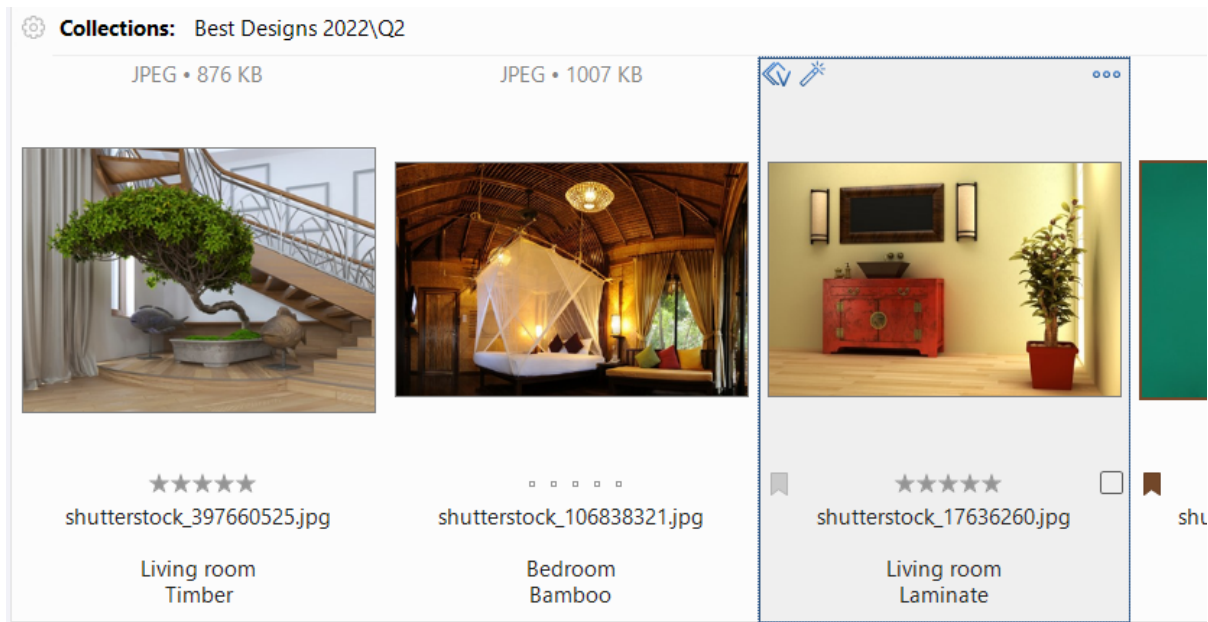 Collections: Best Designs 2022\Q2
JPEG • 876 KB
JPEG • 1007 KB
shutterstock_397660525.jpg
shutterstock_106838321.jpg
shutterstock_17636260.jpg
Living room
Timber
Bedroom
Bamboo
Living room
Laminate